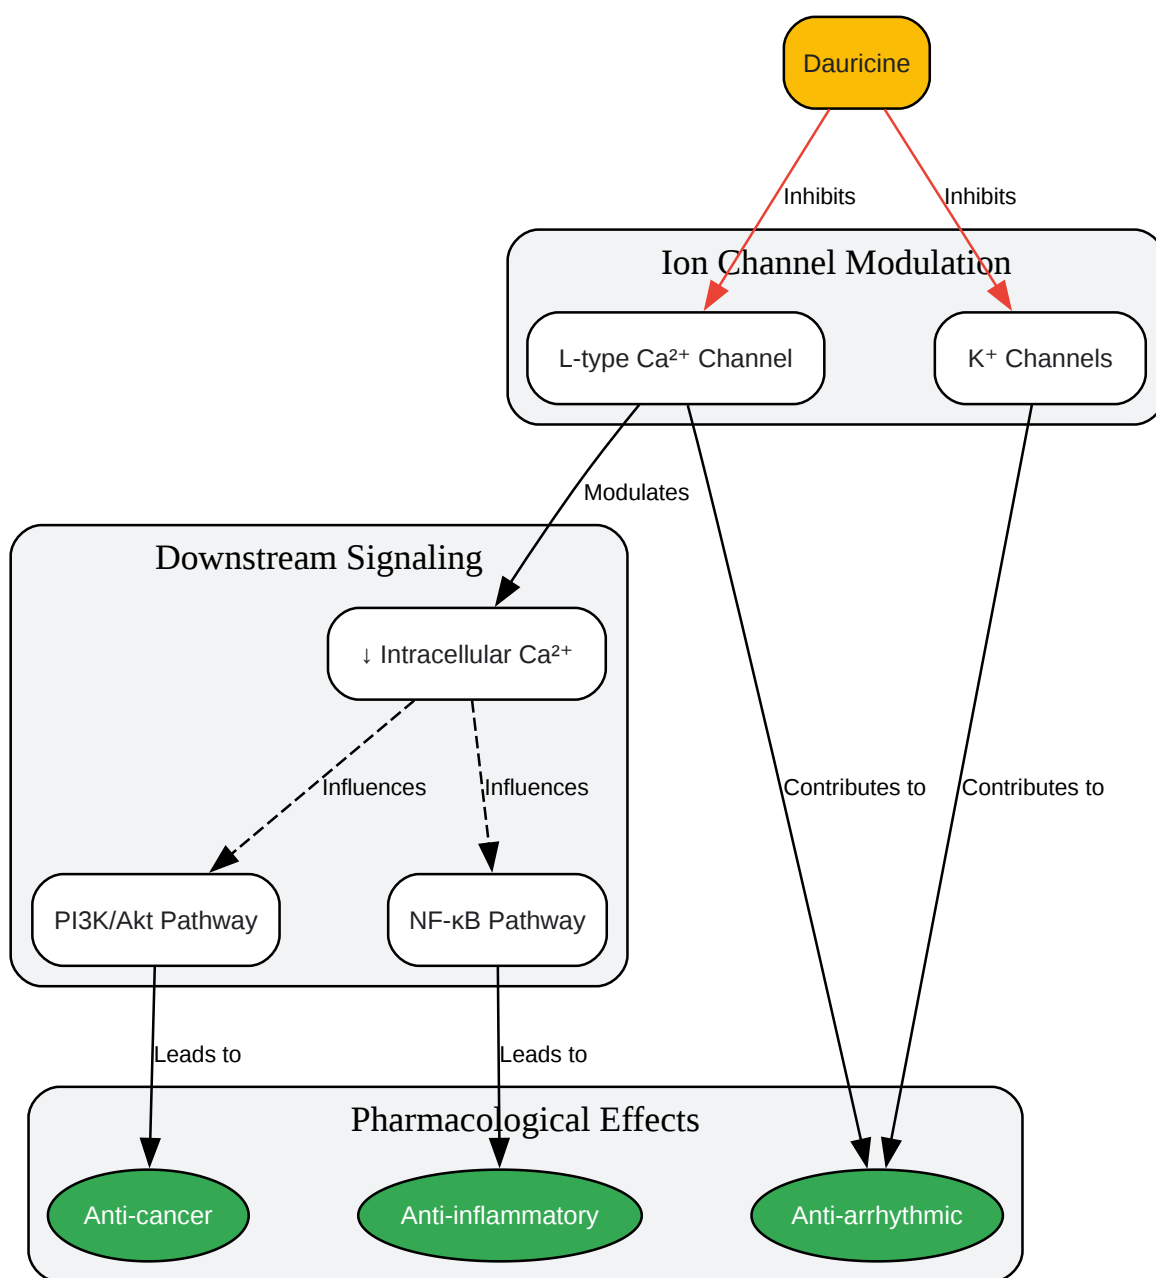 Dauricine
Inhibits
Inhibits
Ion Channel Modulation
L-type Ca²⁺ Channel
K⁺ Channels
Modulates
Downstream Signaling
↓ Intracellular Ca²⁺
Influences
Influences
Contributes to
Contributes to
PI3K/Akt Pathway
NF-κB Pathway
Leads to
Leads to
Pharmacological Effects
Anti-cancer
Anti-inflammatory
Anti-arrhythmic